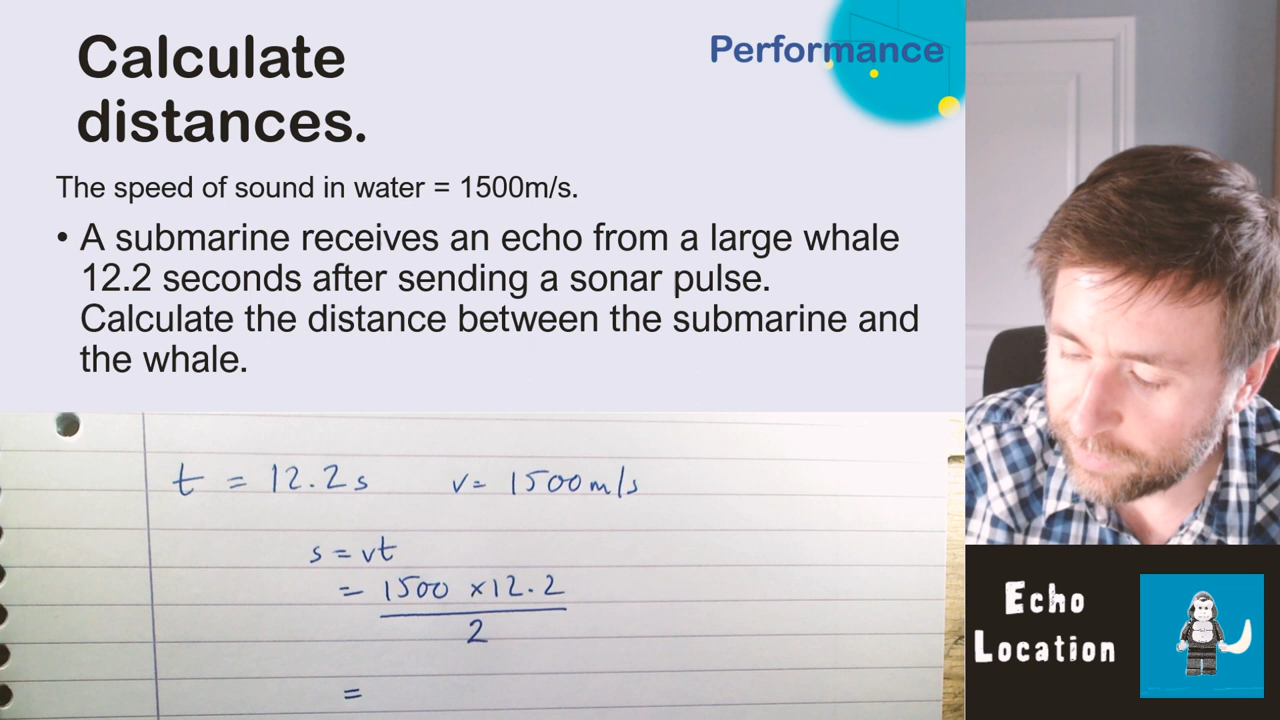 Calculate
distances.
Performance
The speed of sound in water = 1500m/s.
• A submarine receives an echo from a large whale
12.2 seconds after sending a sonar pulse.
Calculate the distance between the submarine and
the whale.
t = 12.2s v= 1500m/s
s = vt
= 1500 ×12.2
2
=
Echo
Location